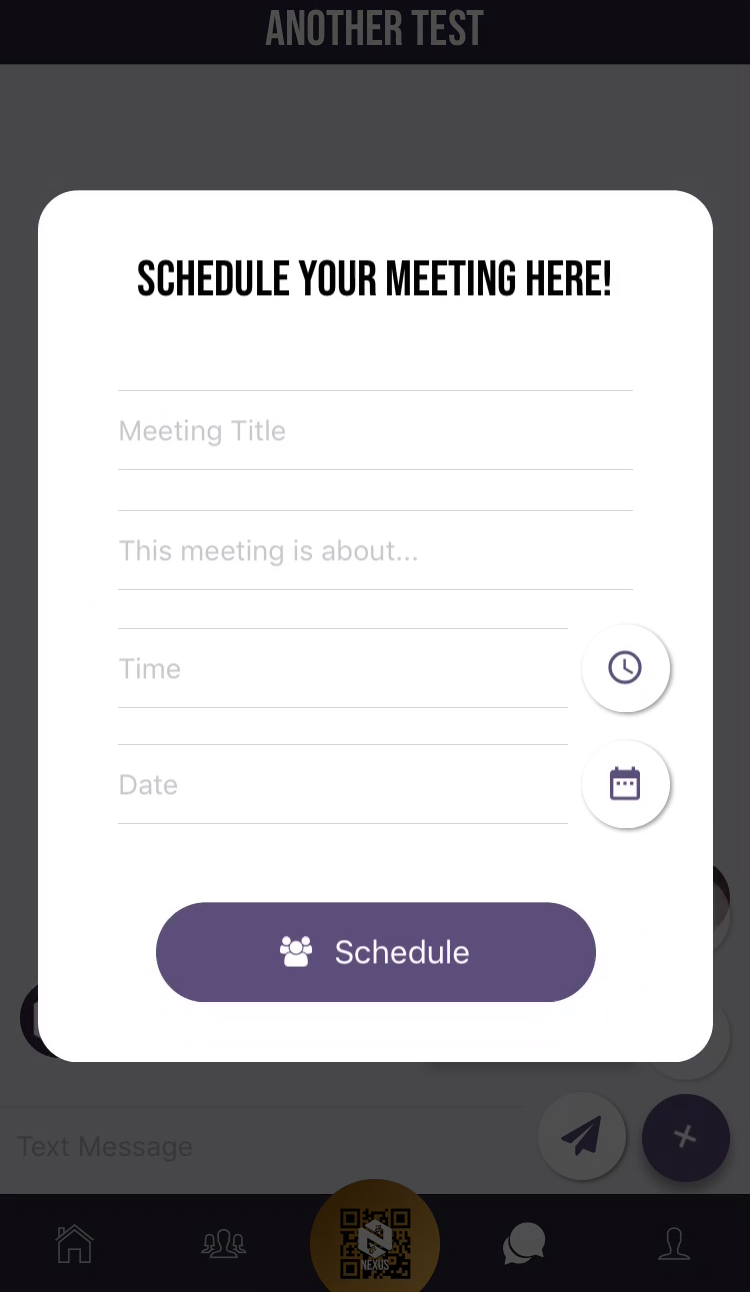 ANOTHER TEST
SCHEDULE YOUR MEETING HERE!
Meeting Title
This meeting is about...
Time
Date
Schedule
Text Message
NEXUS